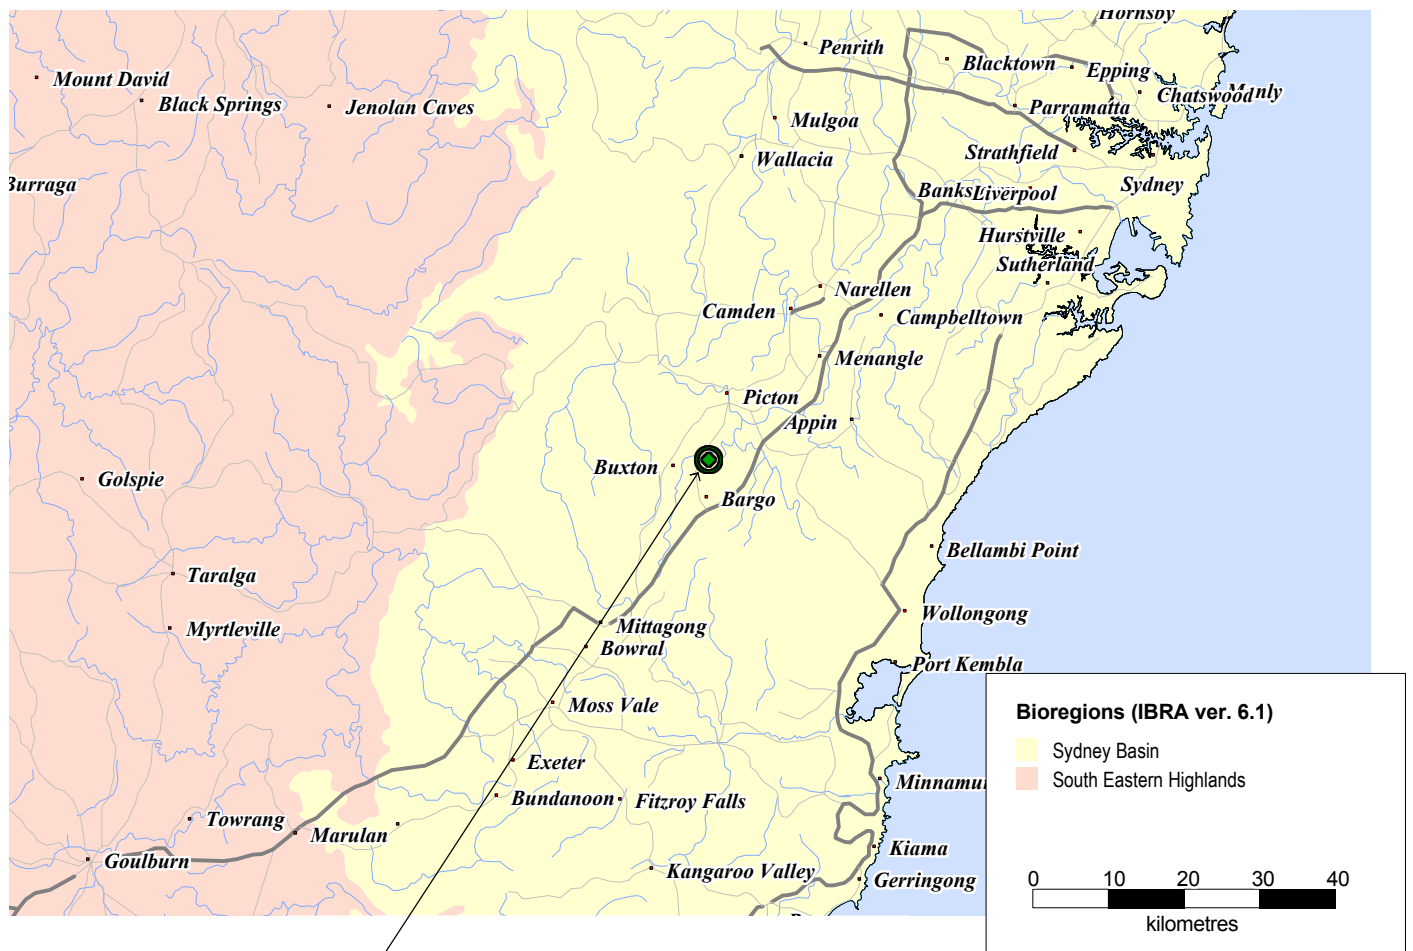 Hornsby
Penrith
Blacktown
Epping
Mount David
Black Springs
Jenolan Caves
Chatswood
Mulgoa
Parramatta
Wallacia
Strathfield
Burraga
Sydney
Liverpool
Hurstville
Sutherland
Narellen
Camden
Campbelltown
Menangle
Picton
Appin
Buxton
Golspie
Bargo
Bellambi Point
Taralga
Wollongong
Myrtleville
Mittagong
Bowral
Port Kembla
Moss Vale
Exeter
Bundanoon
Fitzroy Falls
Towrang
Marulan
Goulburn
Kangaroo Valley
Kiama
Gerringong
Bioregions (IBRA ver. 6.1)
Sydney Basin
South Eastern Highlands
0 10 20 30 40
kilometres